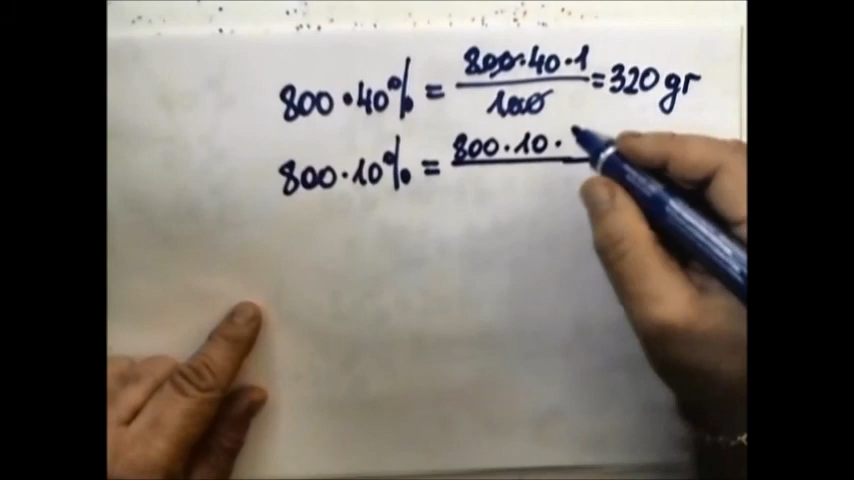 800 · 40% = 800 · 40 · 1 / 100 = 320 gr
800 · 10% = 800 · 10 ·